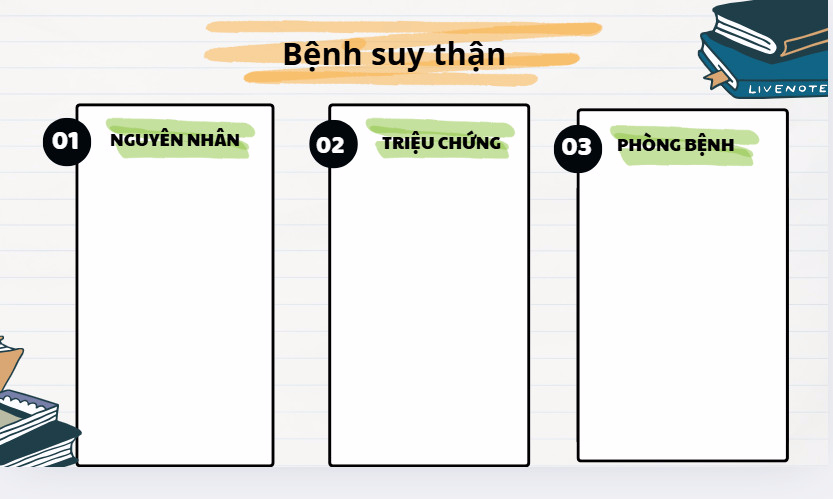 Bệnh suy thận
LIVENOTE
01
NGUYÊN NHÂN
02
TRIỆU CHỨNG
03
PHÒNG BỆNH